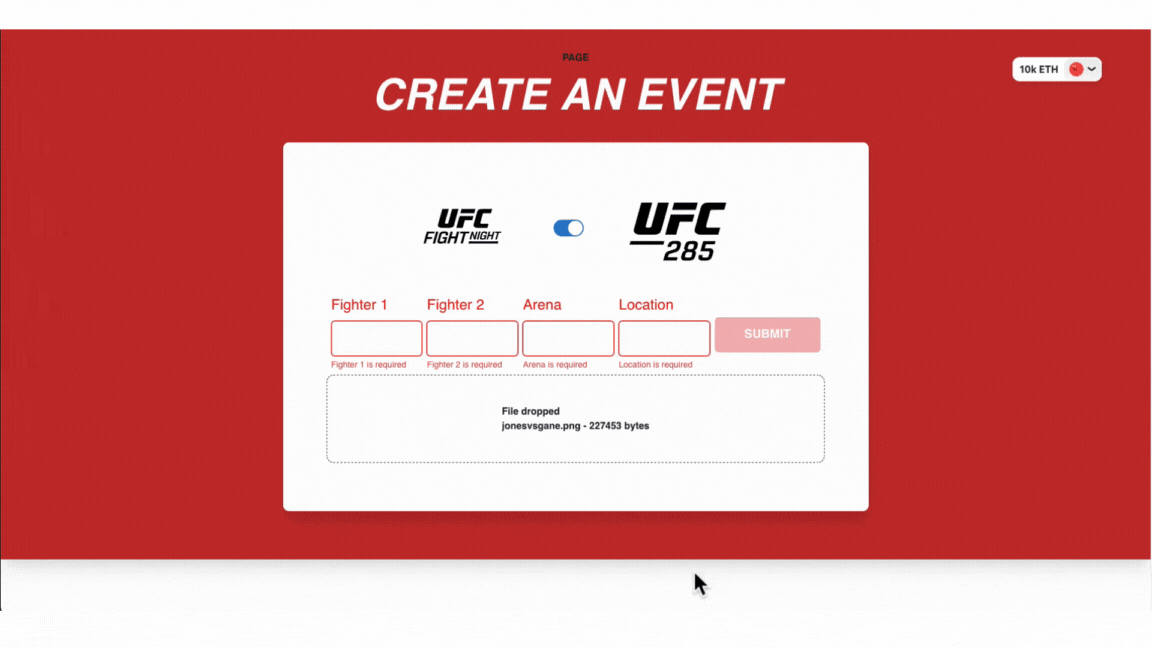 PAGE
CREATE AN EVENT
10k ETH
UFC
FIGHT NIGHT
UFC
285
Fighter 1
Fighter 2
Arena
Location
SUBMIT
Fighter 1 is required
Fighter 2 is required
Arena is required
Location is required
File dropped
jonesvsgane.png - 227453 bytes